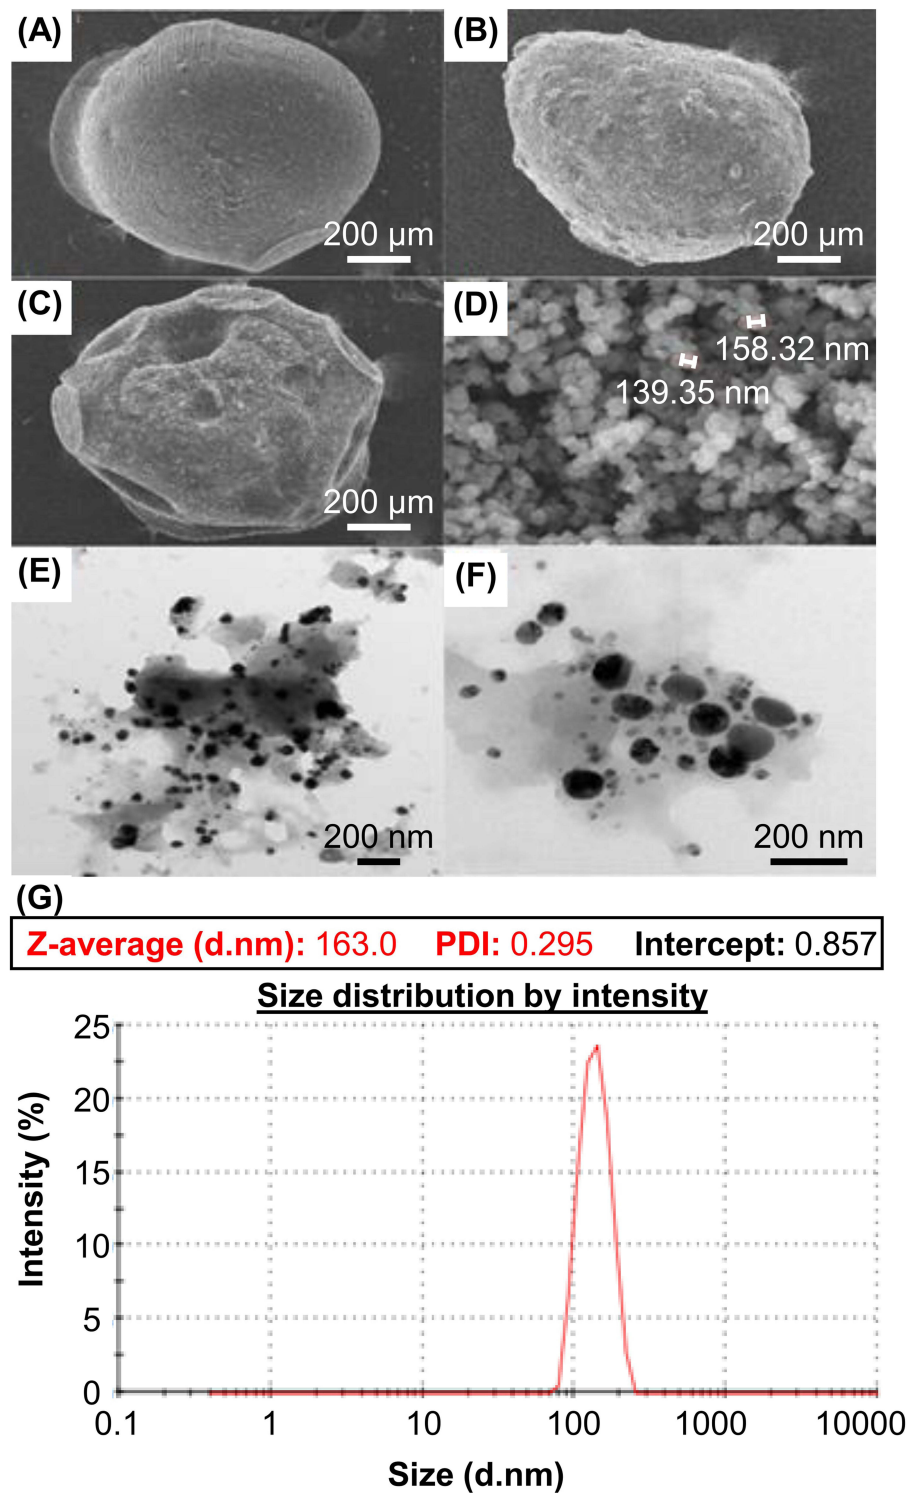 (A)
200 μm
(B)
200 μm
(C)
200 μm
(D)
158.32 nm
139.35 nm
(E)
200 nm
(F)
200 nm
(G)
Z-average (d.nm): 163.0 PDI: 0.295 Intercept: 0.857
Size distribution by intensity
Intensity (%)
25
20
15
10
5
0
0.1 1 10 100 1000 10000
Size (d.nm)